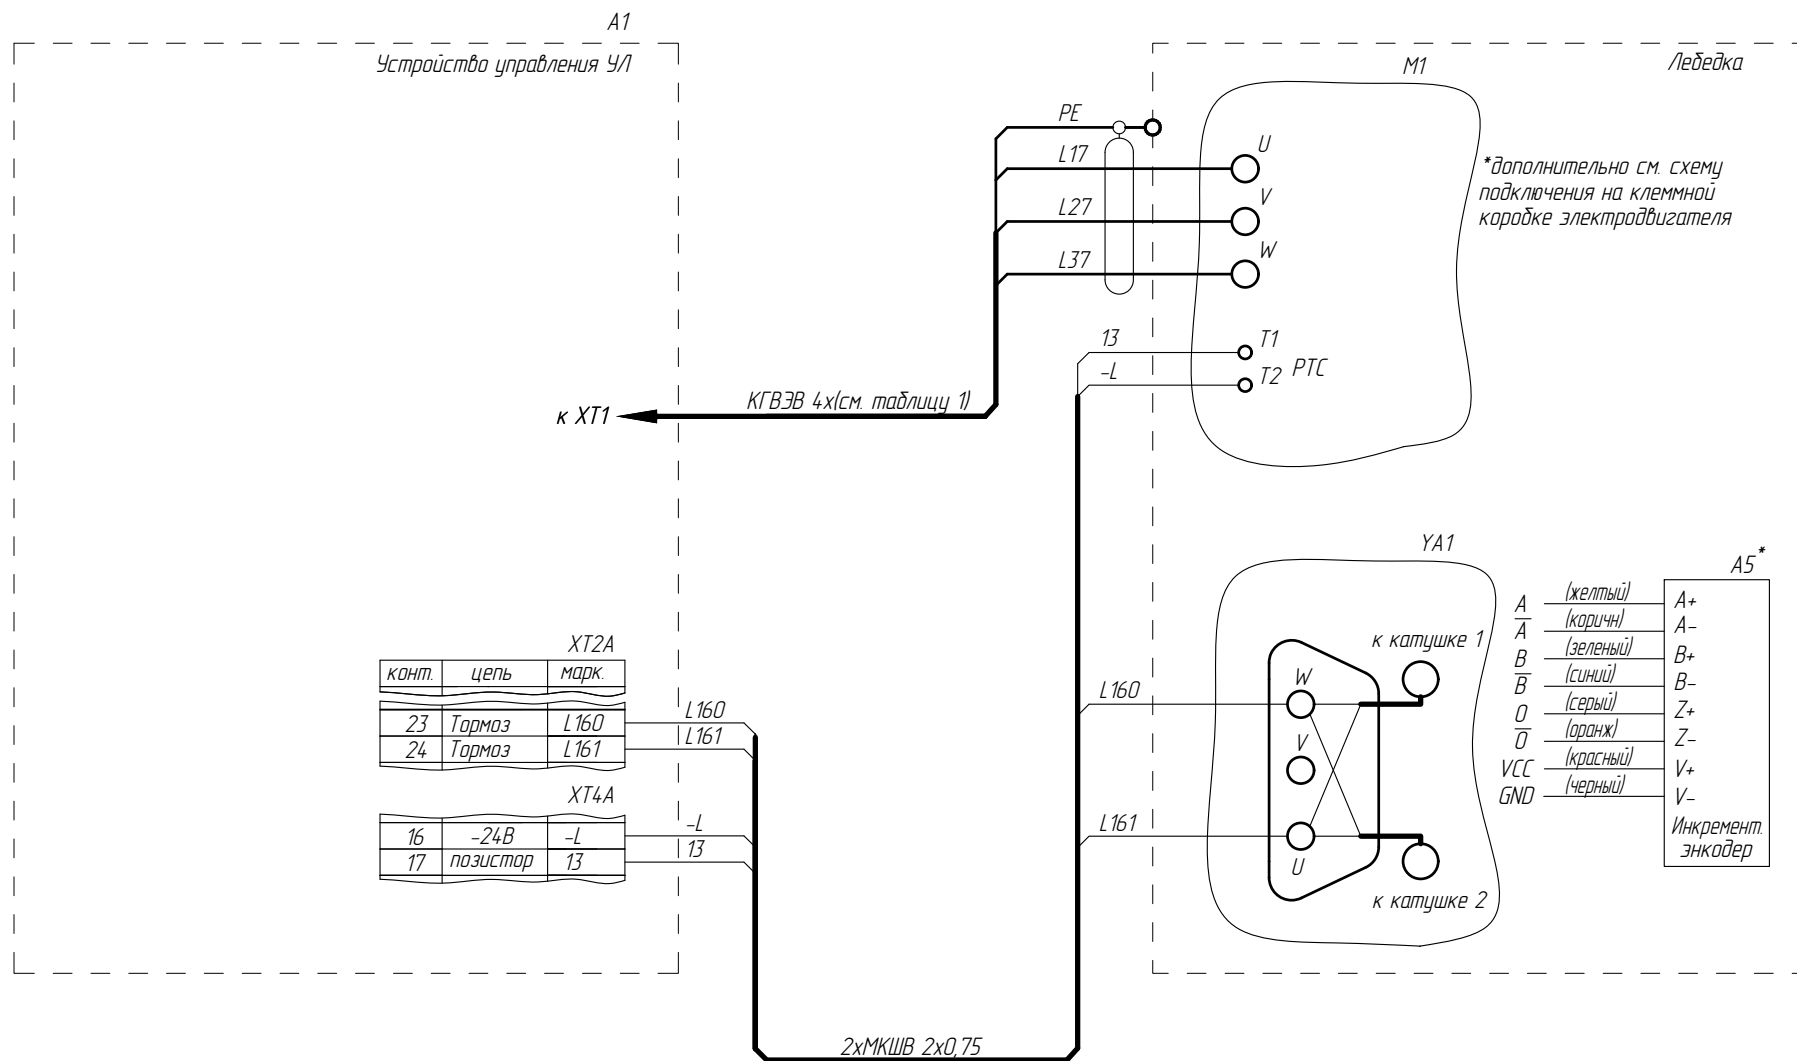 A1
Устройство управления УЛ
Лебедка
M1
PE
L17
L27
L37
U
V
W
*дополнительно см. схему
подключения на клеммной
коробке электродвигателя
13
-L
T1
T2
PTC
к XT1
КГВЭВ 4х(см. таблицу 1)
YA1
A5*
A (желтый) A+
A̅ (коричн) A-
B (зеленый) B+
B̅ (синий) B-
0 (серый) Z+
0̅ (оранж) Z-
VCC (красный) V+
GND (черный) V-
Инкремент.
энкодер
к катушке 1
W
V
U
к катушке 2
L160
L161
XT2A
конт. цепь марк.
23 Тормоз L160
24 Тормоз L161
L160
L161
XT4A
16 -24В -L
17 позистор 13
-L
13
2хМКШВ 2х0,75